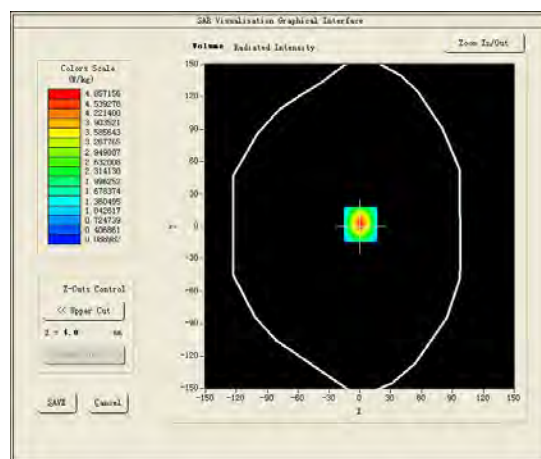 SAR Visualisation Graphical Interface
Volume Radiated Intensity
Zoom In/Out
Colors Scale
(W/kg)
4.857156
4.539278
4.221400
3.903521
3.585643
3.267765
2.949887
2.632008
2.314130
1.996252
1.678374
1.360495
1.042617
0.724739
0.406861
0.088982
Z-Cuts Control
<< Upper Cut
Z = 4.0 mm
SAVE
Cancel
150
120
90
60
30
0
-30
-60
-90
-120
-150
Y
-150 -120 -90 -60 -30 0 30 60 90 120 150
X